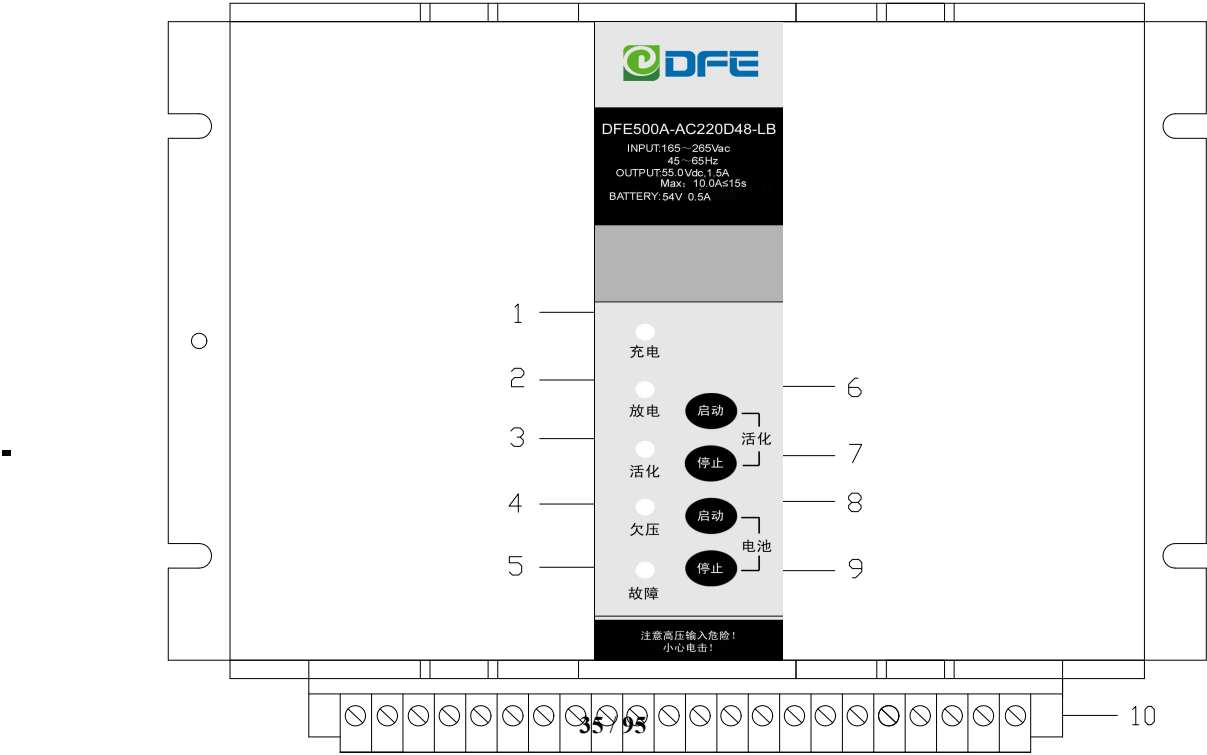 DFE
DFE500A-AC220D48-LB
INPUT:165～265Vac
45～65Hz
OUTPUT:55.0Vdc,1.5A
Max：10.0A≤15s
BATTERY:54V 0.5A
1
充电
2
放电
3
活化
4
欠压
5
故障
6
启动
活化
7
停止
8
启动
电池
9
停止
注意高压输入危险！
小心电击！
10
35 / 95